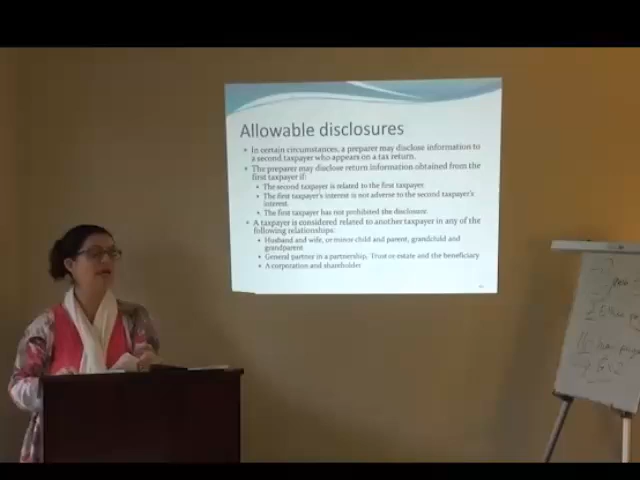 Allowable disclosures
• In certain circumstances, a preparer may disclose information to
a second taxpayer who appears on a tax return.
• The preparer may disclose return information obtained from the
first taxpayer if:
• The second taxpayer is related to the first taxpayer.
• The first taxpayer's interest is not adverse to the second taxpayer's
interest.
• The first taxpayer has not prohibited the disclosure.
• A taxpayer is considered related to another taxpayer in any of the
following relationships.
• Husband and wife, or minor child and parent, grandchild and
grandparent
• General partner in a partnership, Trust or estate and the beneficiary
• A corporation and shareholder